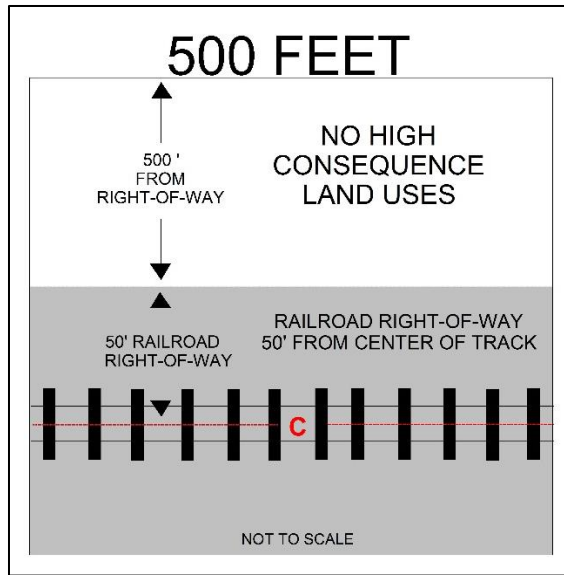 500 FEET
500 '
FROM
RIGHT-OF-WAY
NO HIGH
CONSEQUENCE
LAND USES
50' RAILROAD
RIGHT-OF-WAY
RAILROAD RIGHT-OF-WAY
50' FROM CENTER OF TRACK
C
NOT TO SCALE